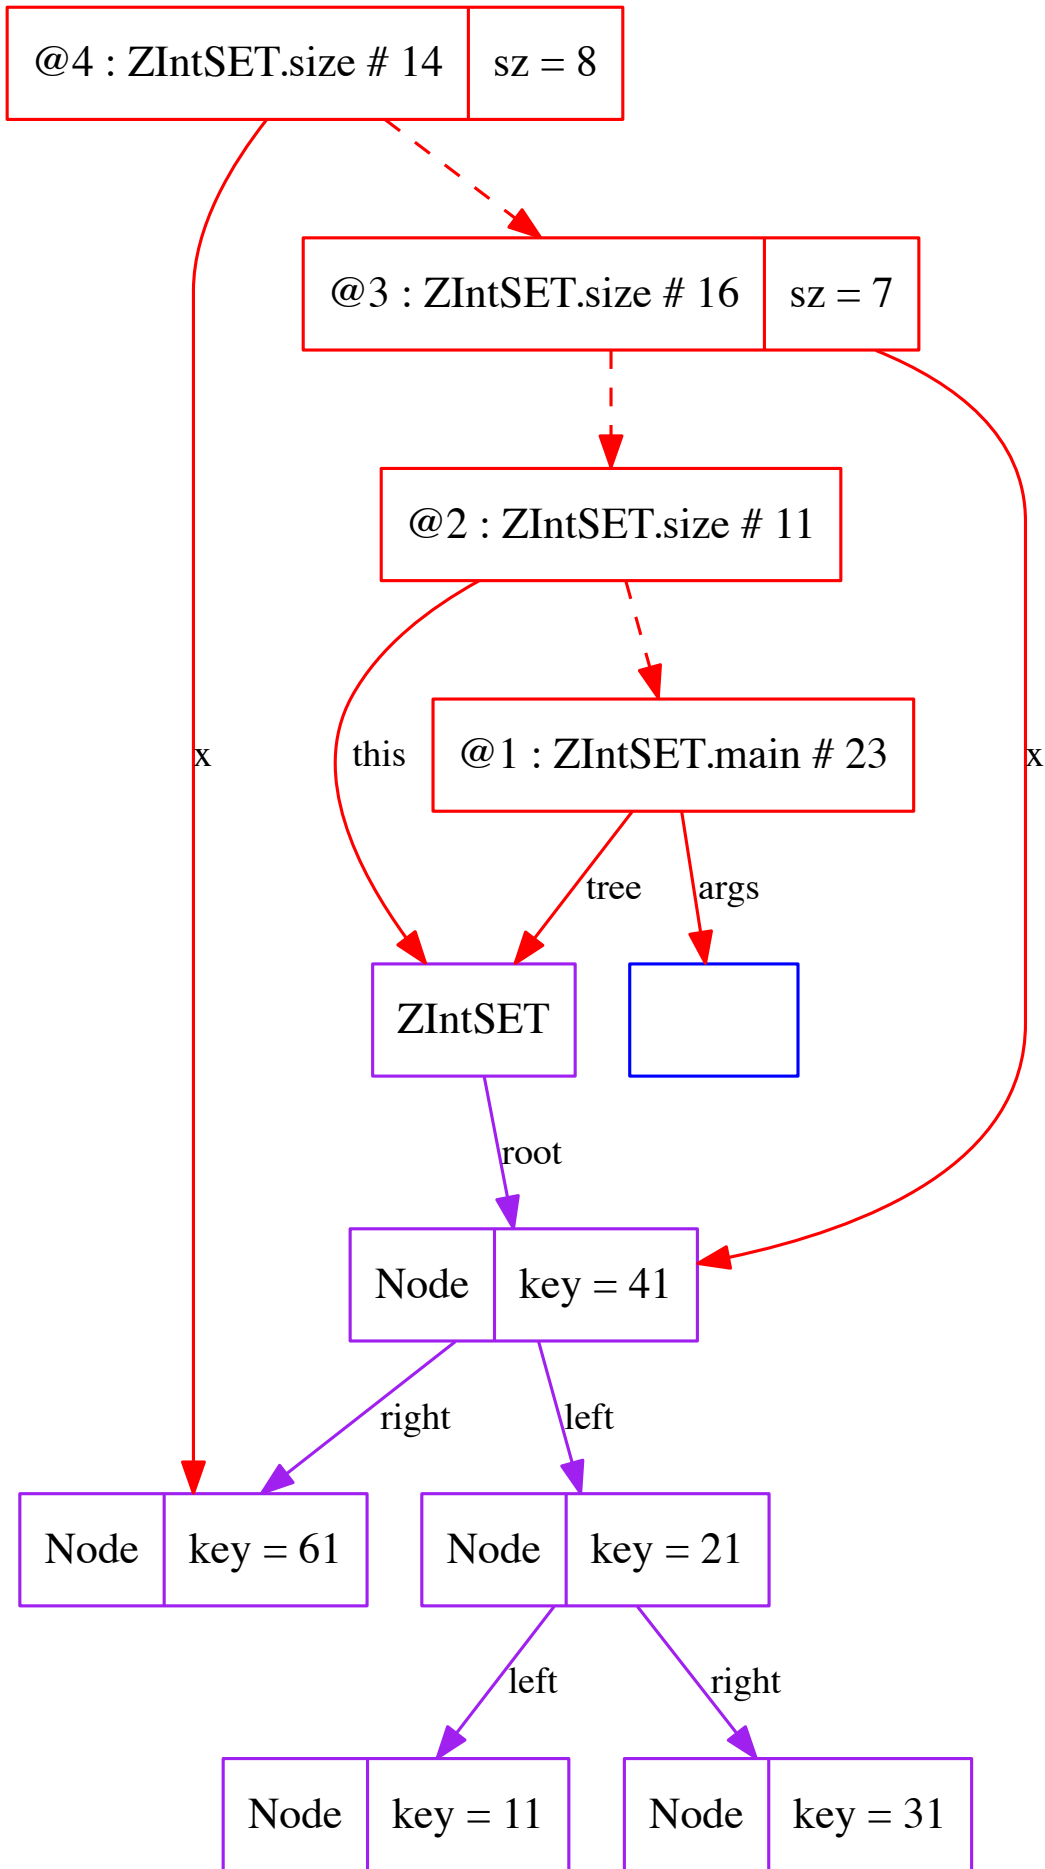 @4 : ZIntSET.size # 14 sz = 8
@3 : ZIntSET.size # 16 sz = 7
@2 : ZIntSET.size # 11
x
this
@1 : ZIntSET.main # 23
x
tree
args
ZIntSET
root
Node key = 41
right
left
Node key = 61
Node key = 21
left
right
Node key = 11
Node key = 31